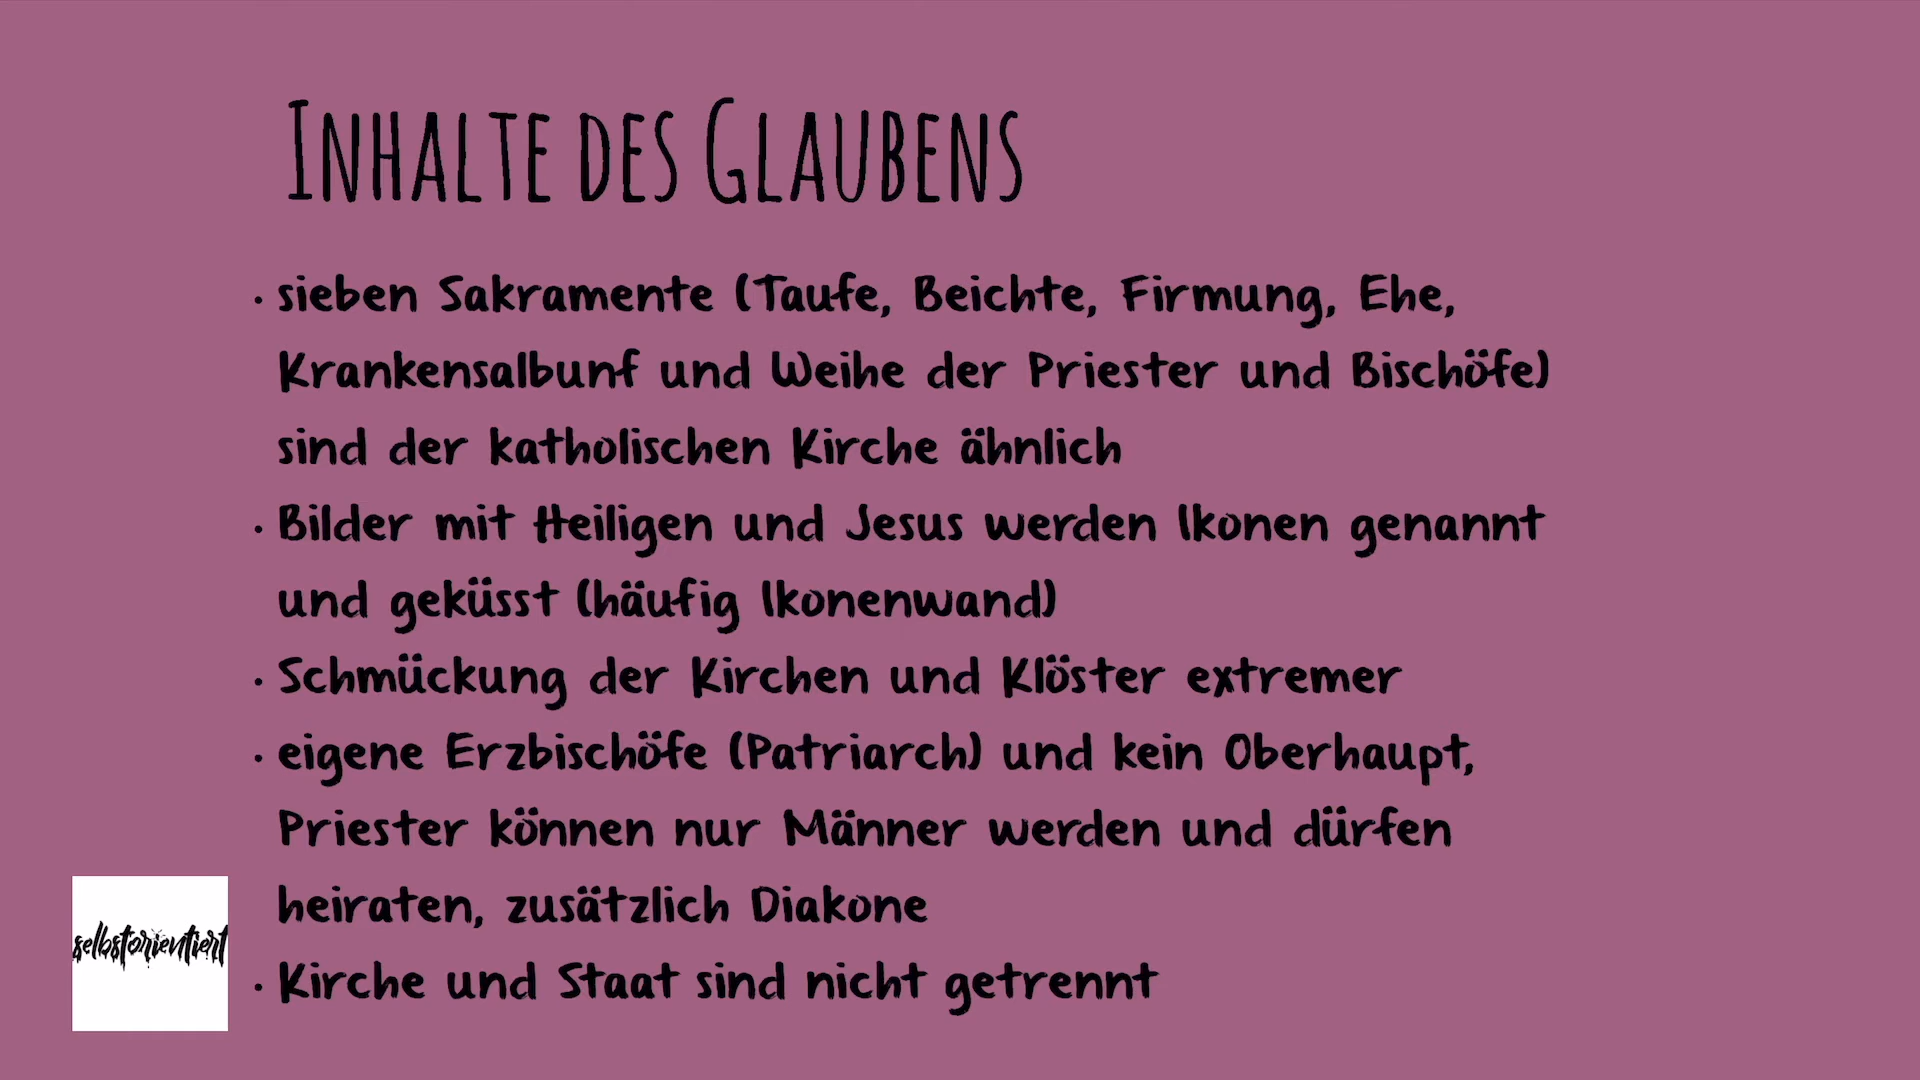 Inhalte des Glaubens
• sieben Sakramente (Taufe, Beichte, Firmung, Ehe,
Krankensalbunf und Weihe der Priester und Bischöfe)
sind der katholischen Kirche ähnlich
• Bilder mit Heiligen und Jesus werden Ikonen genannt
und geküsst (häufig Ikonenwand)
• Schmückung der Kirchen und Klöster extremer
• eigene Erzbischöfe (Patriarch) und kein Oberhaupt,
Priester können nur Männer werden und dürfen
heiraten, zusätzlich Diakone
• Kirche und Staat sind nicht getrennt
selbstorientiert